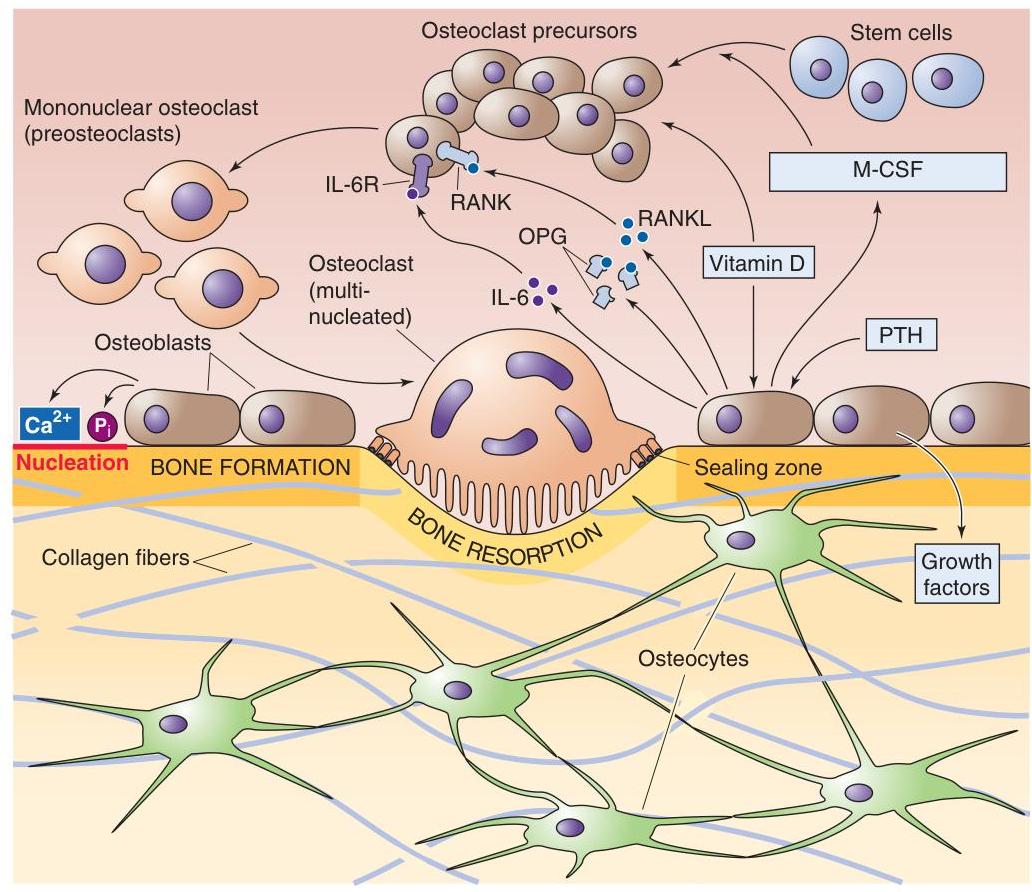 Osteoclast precursors
Stem cells
Mononuclear osteoclast
(preosteoclasts)
M-CSF
IL-6R
RANK
RANKL
OPG
Vitamin D
Osteoclast
(multi-
nucleated)
IL-6
PTH
Osteoblasts
Ca2+
Pi
Nucleation
BONE FORMATION
Sealing zone
BONE RESORPTION
Collagen fibers
Growth
factors
Osteocytes